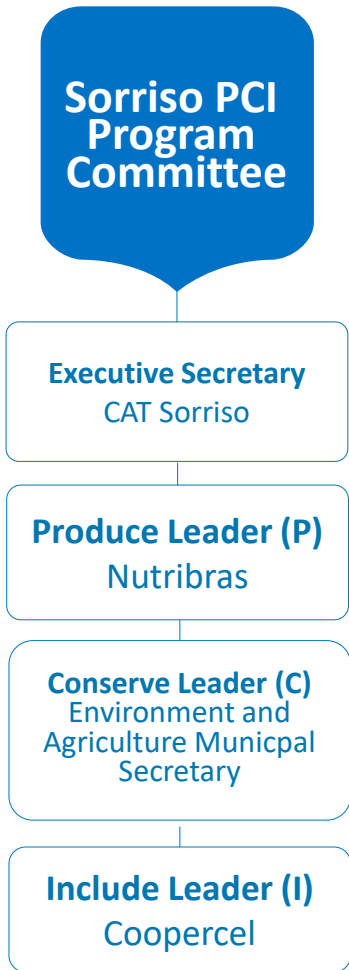 Sorriso PCI
Program
Committee
Executive Secretary
CAT Sorriso
Produce Leader (P)
Nutribras
Conserve Leader (C)
Environment and
Agriculture Municpal
Secretary
Include Leader (I)
Coopercel